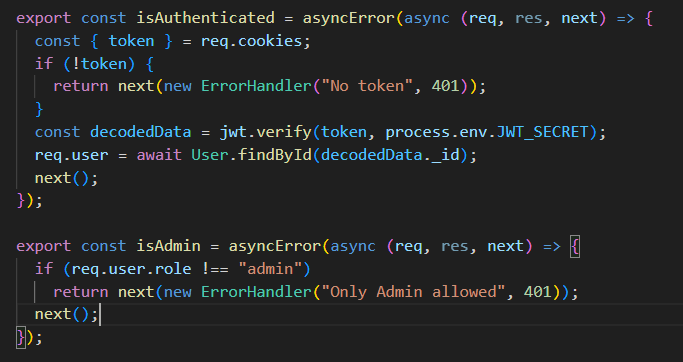 export const isAuthenticated = asyncError(async (req, res, next) => {
  const { token } = req.cookies;
  if (!token) {
    return next(new ErrorHandler("No token", 401));
  }
  const decodedData = jwt.verify(token, process.env.JWT_SECRET);
  req.user = await User.findById(decodedData._id);
  next();
});

export const isAdmin = asyncError(async (req, res, next) => {
  if (req.user.role !== "admin")
    return next(new ErrorHandler("Only Admin allowed", 401));
  next();
});